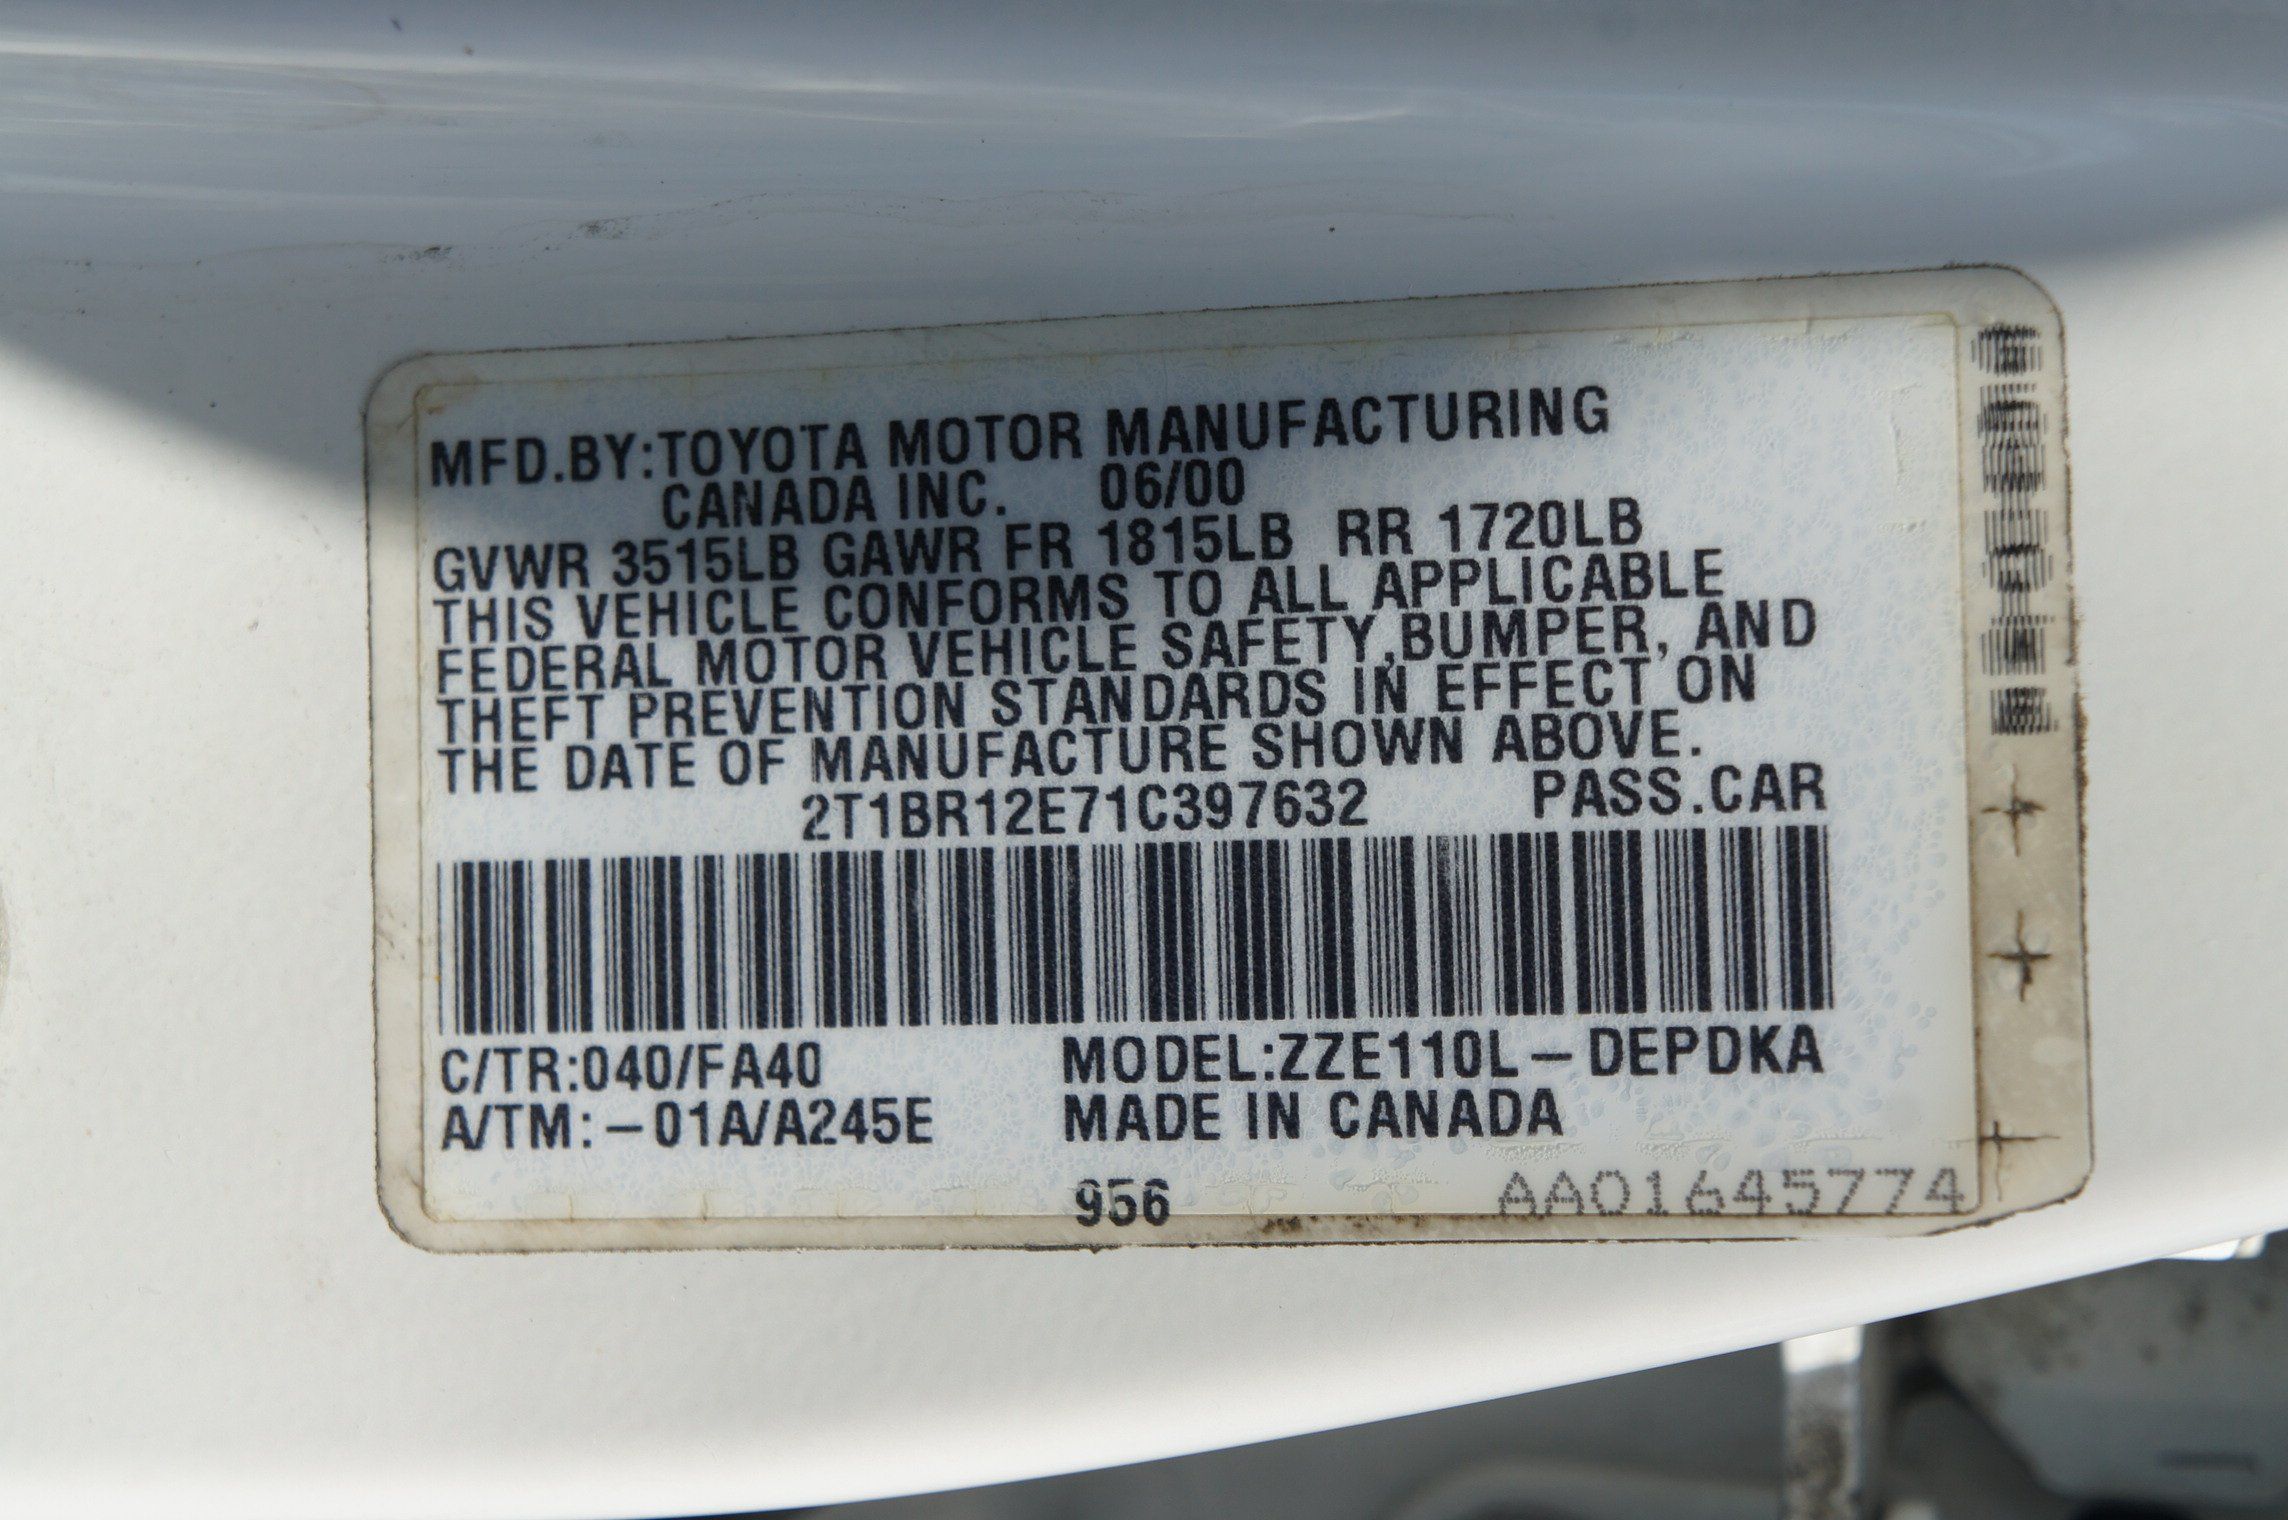 MFD.BY:TOYOTA MOTOR MANUFACTURING
CANADA INC. 06/00
GVWR 3515LB GAWR FR 1815LB RR 1720LB
THIS VEHICLE CONFORMS TO ALL APPLICABLE
FEDERAL MOTOR VEHICLE SAFETY,BUMPER, AND
THEFT PREVENTION STANDARDS IN EFFECT ON
THE DATE OF MANUFACTURE SHOWN ABOVE.
2T1BR12E71C397632 PASS.CAR
C/TR:040/FA40 MODEL:ZZE110L-DEPDKA
A/TM:-01A/A245E MADE IN CANADA
956 AA01645774